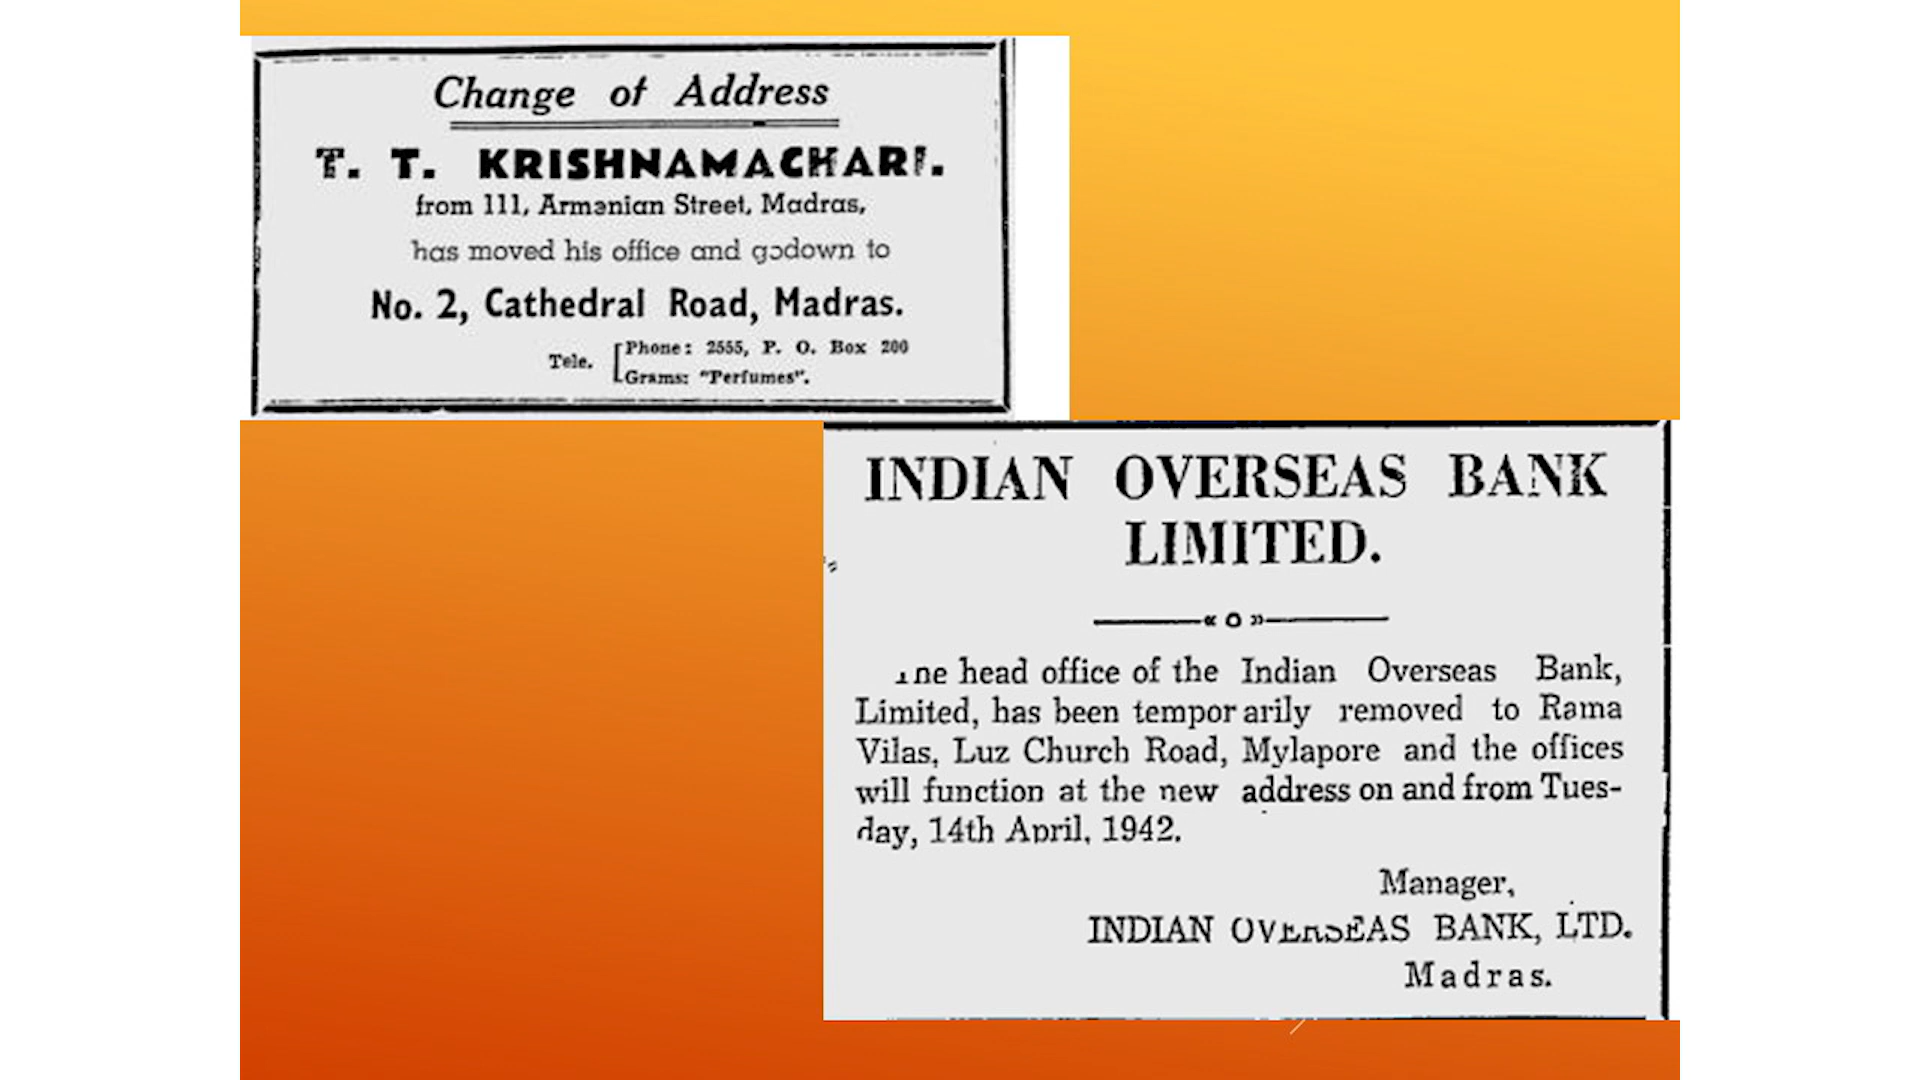 Change of Address
T. T. KRISHNAMACHARI.
from 111, Armenian Street, Madras,
has moved his office and godown to
No. 2, Cathedral Road, Madras.
Tele. Phone: 2555, P. O. Box 200
Grams: "Perfumes".
INDIAN OVERSEAS BANK
LIMITED.
The head office of the Indian Overseas Bank,
Limited, has been temporarily removed to Rama
Vilas, Luz Church Road, Mylapore and the offices
will function at the new address on and from Tues-
day, 14th April, 1942.
Manager,
INDIAN OVERSEAS BANK, LTD.
Madras.